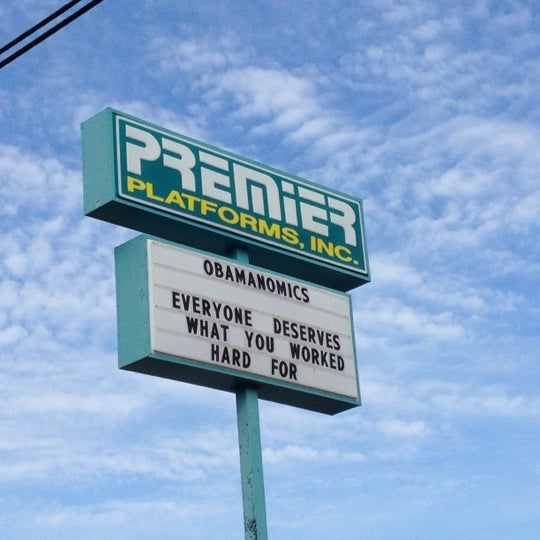 PREMIER
PLATFORMS, INC.
OBAMANOMICS
EVERYONE DESERVES
WHAT YOU WORKED
HARD FOR